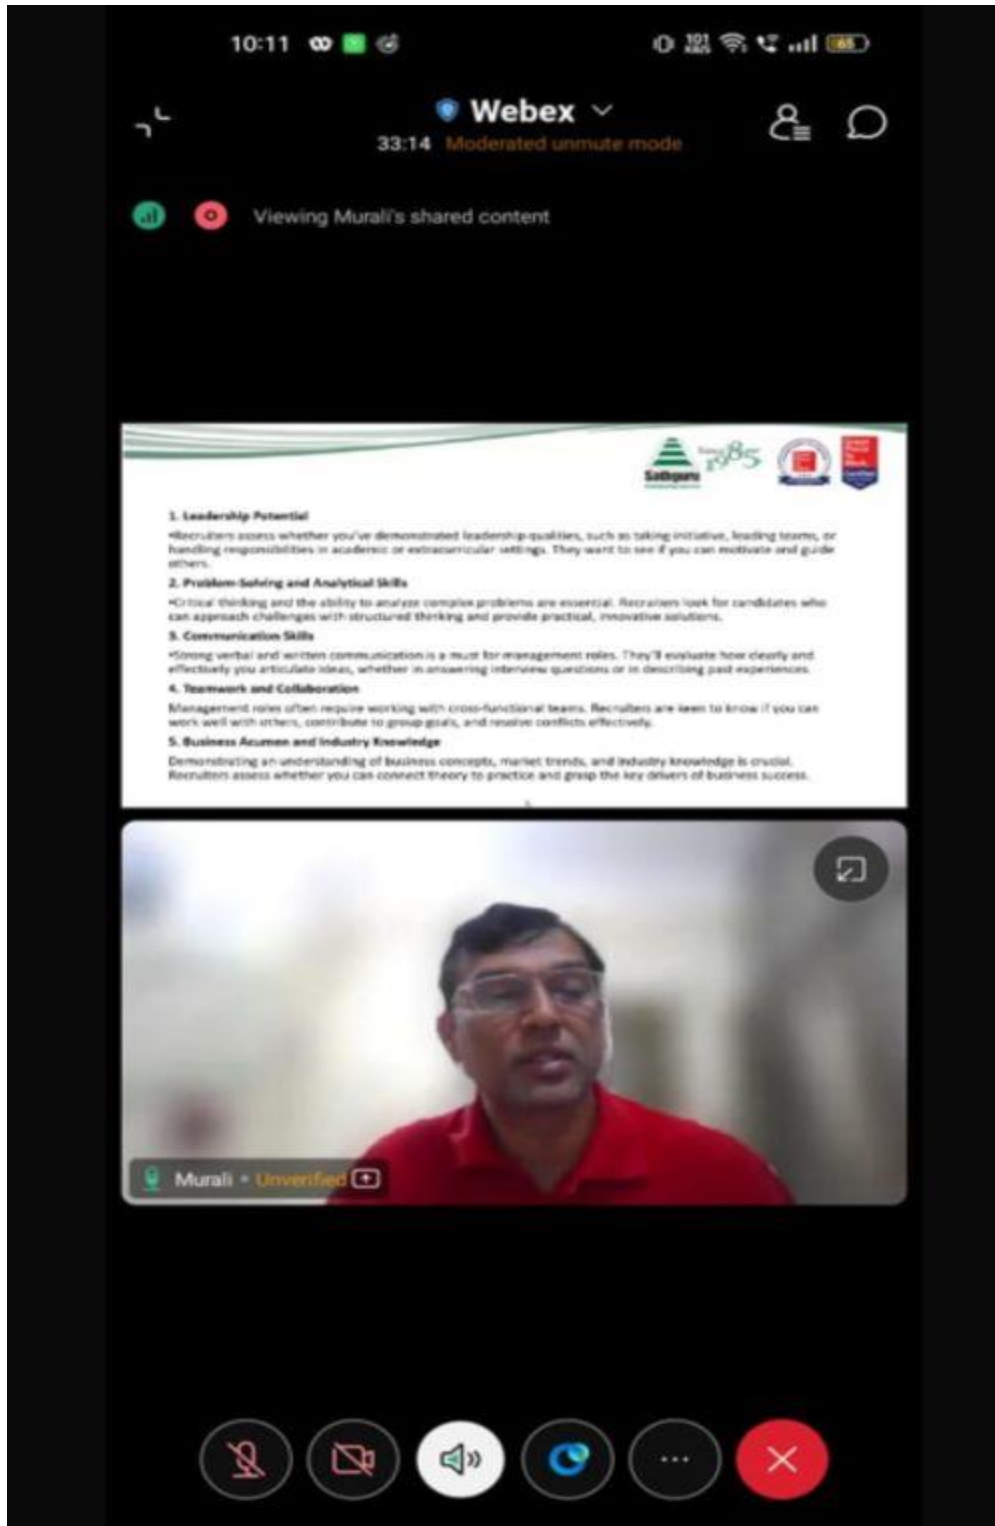 10:11
101
KB/S
65
Webex
33:14 Moderated unmute mode
Viewing Murali's shared content
Sathguru
Since
1985
1. Leadership Potential
•Recruiters assess whether you've demonstrated leadership qualities, such as taking initiative, leading teams, or
handling responsibilities in academic or extracurricular settings. They want to see if you can motivate and guide
others.
2. Problem-Solving and Analytical Skills
•Critical thinking and the ability to analyze complex problems are essential. Recruiters look for candidates who
can approach challenges with structured thinking and provide practical, innovative solutions.
3. Communication Skills
•Strong verbal and written communication is a must for management roles. They'll evaluate how clearly and
effectively you articulate ideas, whether in answering interview questions or in describing past experiences.
4. Teamwork and Collaboration
Management roles often require working with cross-functional teams. Recruiters are keen to know if you can
work well with others, contribute to group goals, and resolve conflicts effectively.
5. Business Acumen and Industry Knowledge
Demonstrating an understanding of business concepts, market trends, and industry knowledge is crucial.
Recruiters assess whether you can connect theory to practice and grasp the key drivers of business success.
Murali • Unverified